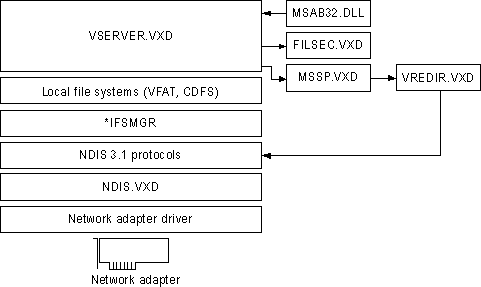 MSAB32.DLL
VSERVER.VXD
FILSEC.VXD
MSSP.VXD
VREDIR.VXD
Local file systems (VFAT, CDFS)
*IFSMGR
NDIS 3.1 protocols
NDIS.VXD
Network adapter driver
Network adapter